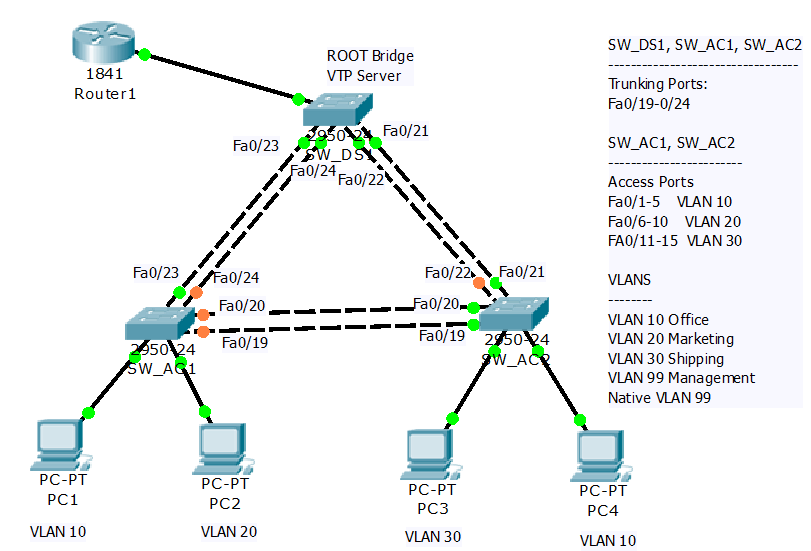 ROOT Bridge
VTP Server
1841
Router1
2950-24
SW_DS1
Fa0/23
Fa0/24
Fa0/22
Fa0/21
Fa0/23
Fa0/24
Fa0/20
Fa0/19
2950-24
SW_AC1
Fa0/22
Fa0/21
Fa0/20
Fa0/19
2950-24
SW_AC2
PC-PT
PC1
VLAN 10
PC-PT
PC2
VLAN 20
PC-PT
PC3
VLAN 30
PC-PT
PC4
VLAN 10
SW_DS1, SW_AC1, SW_AC2
--------------------------------
Trunking Ports:
Fa0/19-0/24
SW_AC1, SW_AC2
-----------------------
Access Ports
Fa0/1-5 VLAN 10
Fa0/6-10 VLAN 20
FA0/11-15 VLAN 30
VLANS
--------
VLAN 10 Office
VLAN 20 Marketing
VLAN 30 Shipping
VLAN 99 Management
Native VLAN 99